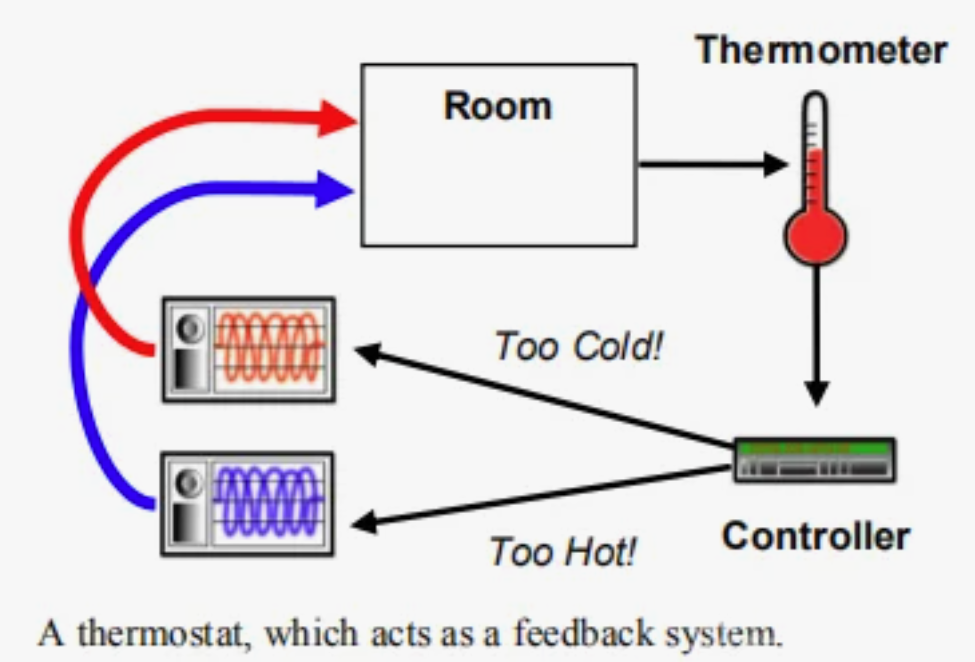 Thermometer
Room
Too Cold!
Controller
Too Hot!
A thermostat, which acts as a feedback system.